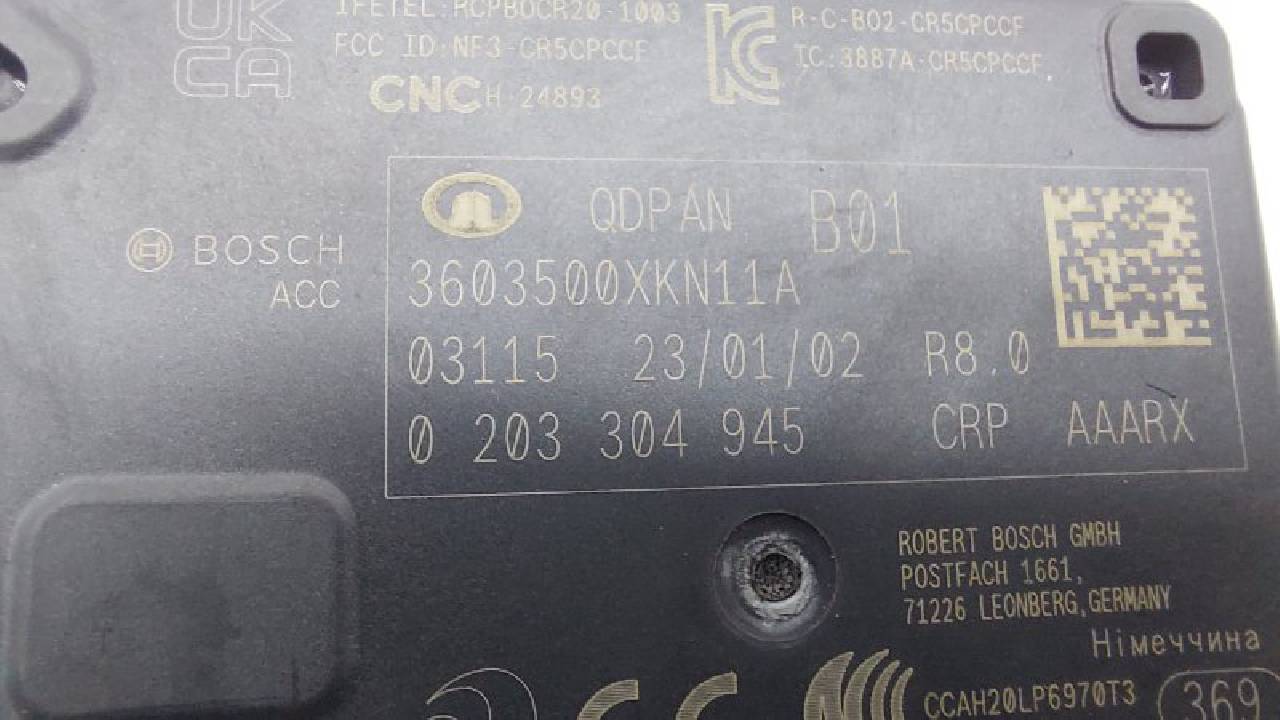 UK
CA
IFETEL: RCPBOCR20-1003
FCC ID:NF3-CR5CPCCF
CNC H-24893
R-C-BO2-CR5CPCCF
IC:3887A-CR5CPCCF
BOSCH
ACC
QDPAN B01
3603500XKN11A
03115 23/01/02 R8.0
0 203 304 945 CRP AAARX
ROBERT BOSCH GMBH
POSTFACH 1661,
71226 LEONBERG,GERMANY
Німеччина
CCAH20LP6970T3
369